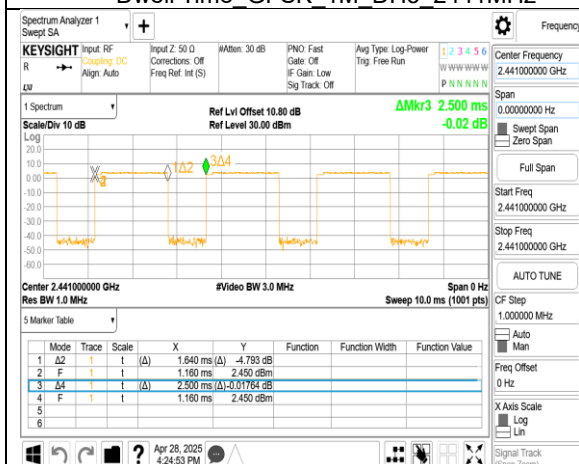 Spectrum Analyzer 1
Swept SA
+
Frequency
KEYSIGHT
R
Input: RF
Coupling: DC
Align: Auto
Input Z: 50 Ω
Corrections: Off
Freq Ref: Int (S)
#Atten: 30 dB
PNO: Fast
Gate: Off
IF Gain: Low
Sig Track: Off
Avg Type: Log-Power
Trig: Free Run
1 2 3 4 5 6
W W W W W W
P N N N N N
LXI
1 Spectrum
Scale/Div 10 dB
Log
Ref Lvl Offset 10.80 dB
Ref Level 30.00 dBm
ΔMkr3 2.500 ms
-0.02 dB
20.0
10.0
0.00
-10.0
-20.0
-30.0
-40.0
-50.0
-60.0
1Δ2
3Δ4
Center 2.441000000 GHz
Res BW 1.0 MHz
#Video BW 3.0 MHz
Span 0 Hz
Sweep 10.0 ms (1001 pts)
5 Marker Table
Mode Trace Scale X Y Function Function Width Function Value
1 Δ2 1 t (Δ) 1.640 ms (Δ) -4.793 dB
2 F 1 t 1.160 ms 2.450 dBm
3 Δ4 1 t (Δ) 2.500 ms (Δ) -0.01764 dB
4 F 1 t 1.160 ms 2.450 dBm
5
6
Apr 28, 2025
4:24:53 PM
Center Frequency
2.441000000 GHz
Span
0.00000000 Hz
Swept Span
Zero Span
Full Span
Start Freq
2.441000000 GHz
Stop Freq
2.441000000 GHz
AUTO TUNE
CF Step
1.000000 MHz
Auto
Man
Freq Offset
0 Hz
X Axis Scale
Log
Lin
Signal Track